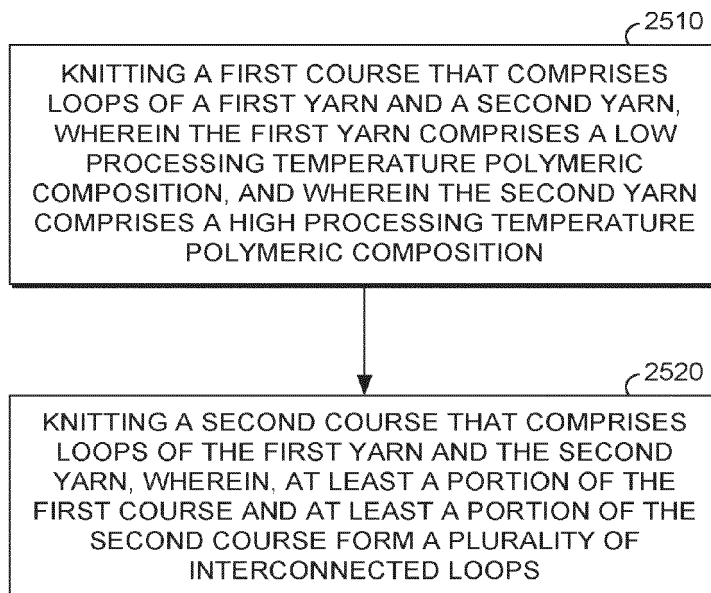 2510
KNITTING A FIRST COURSE THAT COMPRISES
LOOPS OF A FIRST YARN AND A SECOND YARN,
WHEREIN THE FIRST YARN COMPRISES A LOW
PROCESSING TEMPERATURE POLYMERIC
COMPOSITION, AND WHEREIN THE SECOND YARN
COMPRISES A HIGH PROCESSING TEMPERATURE
POLYMERIC COMPOSITION
2520
KNITTING A SECOND COURSE THAT COMPRISES
LOOPS OF THE FIRST YARN AND THE SECOND
YARN, WHEREIN, AT LEAST A PORTION OF THE
FIRST COURSE AND AT LEAST A PORTION OF THE
SECOND COURSE FORM A PLURALITY OF
INTERCONNECTED LOOPS